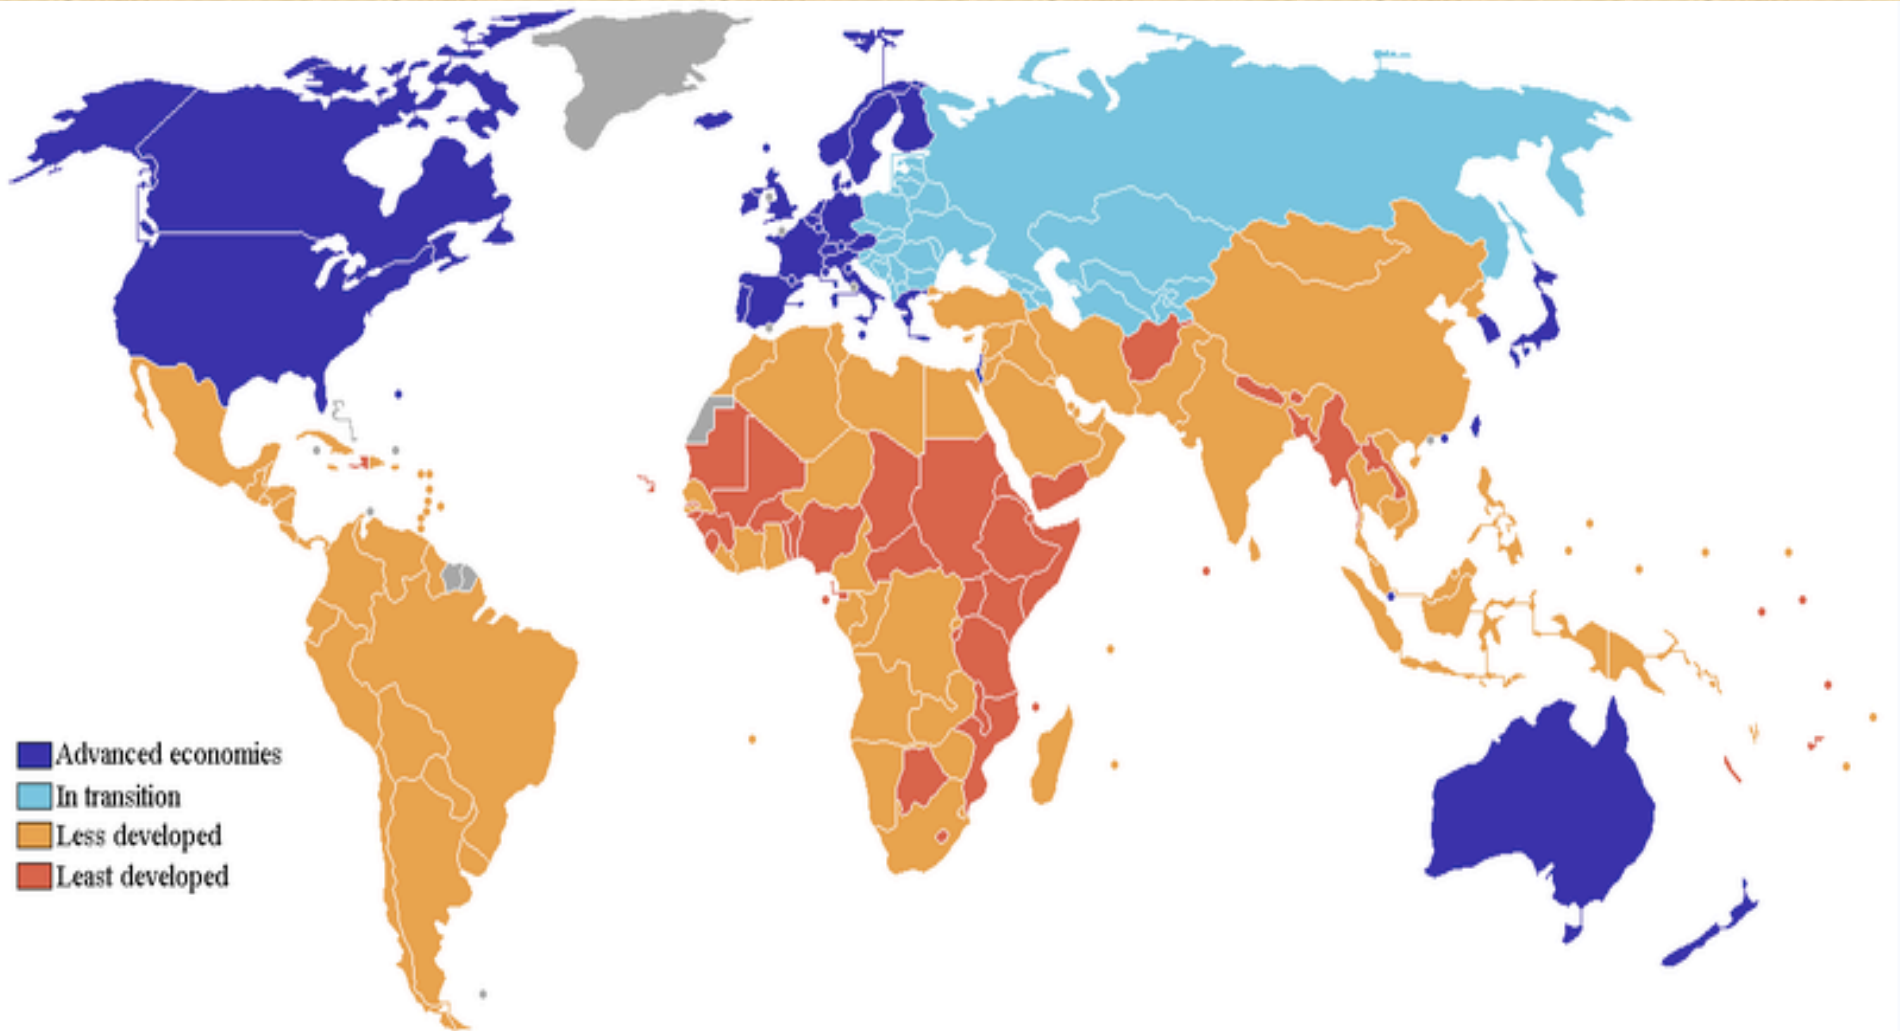 Advanced economies
In transition
Less developed
Least developed